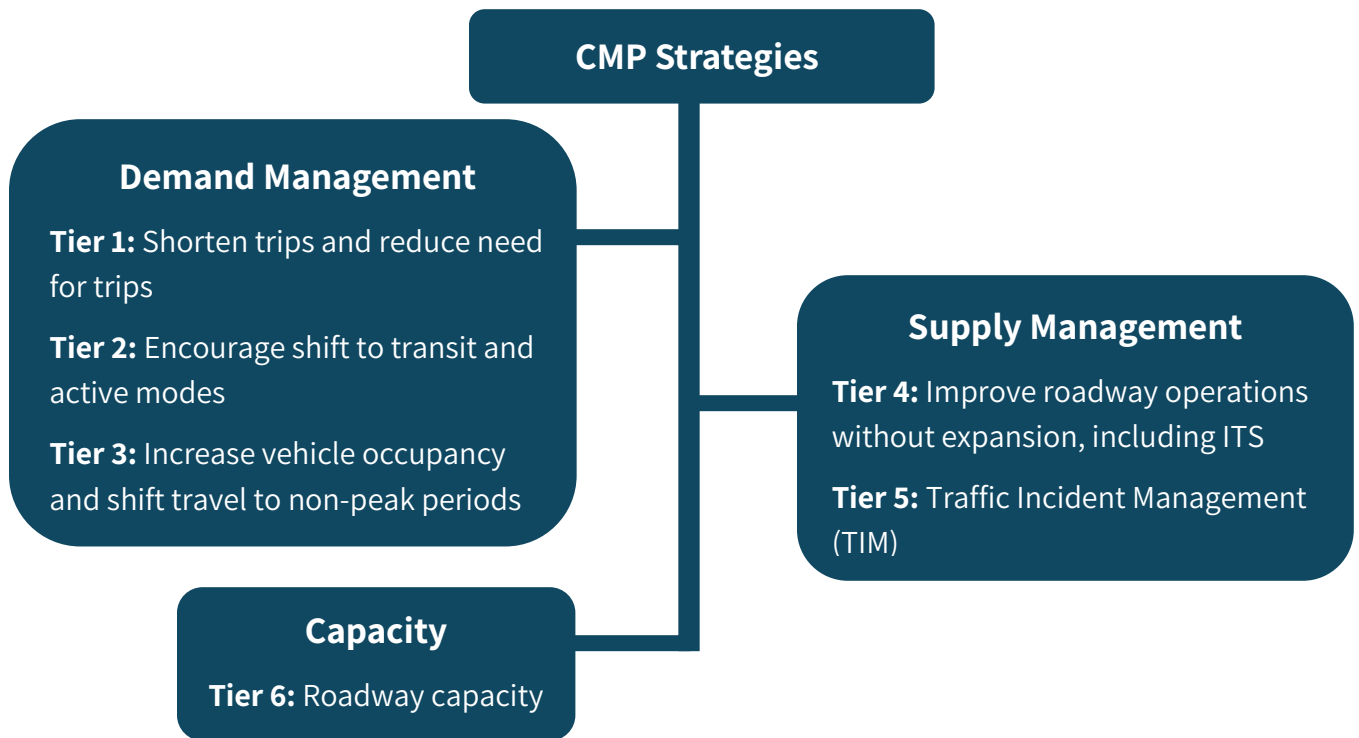 CMP Strategies
Demand Management
Tier 1: Shorten trips and reduce need
for trips
Tier 2: Encourage shift to transit and
active modes
Tier 3: Increase vehicle occupancy
and shift travel to non-peak periods
Supply Management
Tier 4: Improve roadway operations
without expansion, including ITS
Tier 5: Traffic Incident Management
(TIM)
Capacity
Tier 6: Roadway capacity